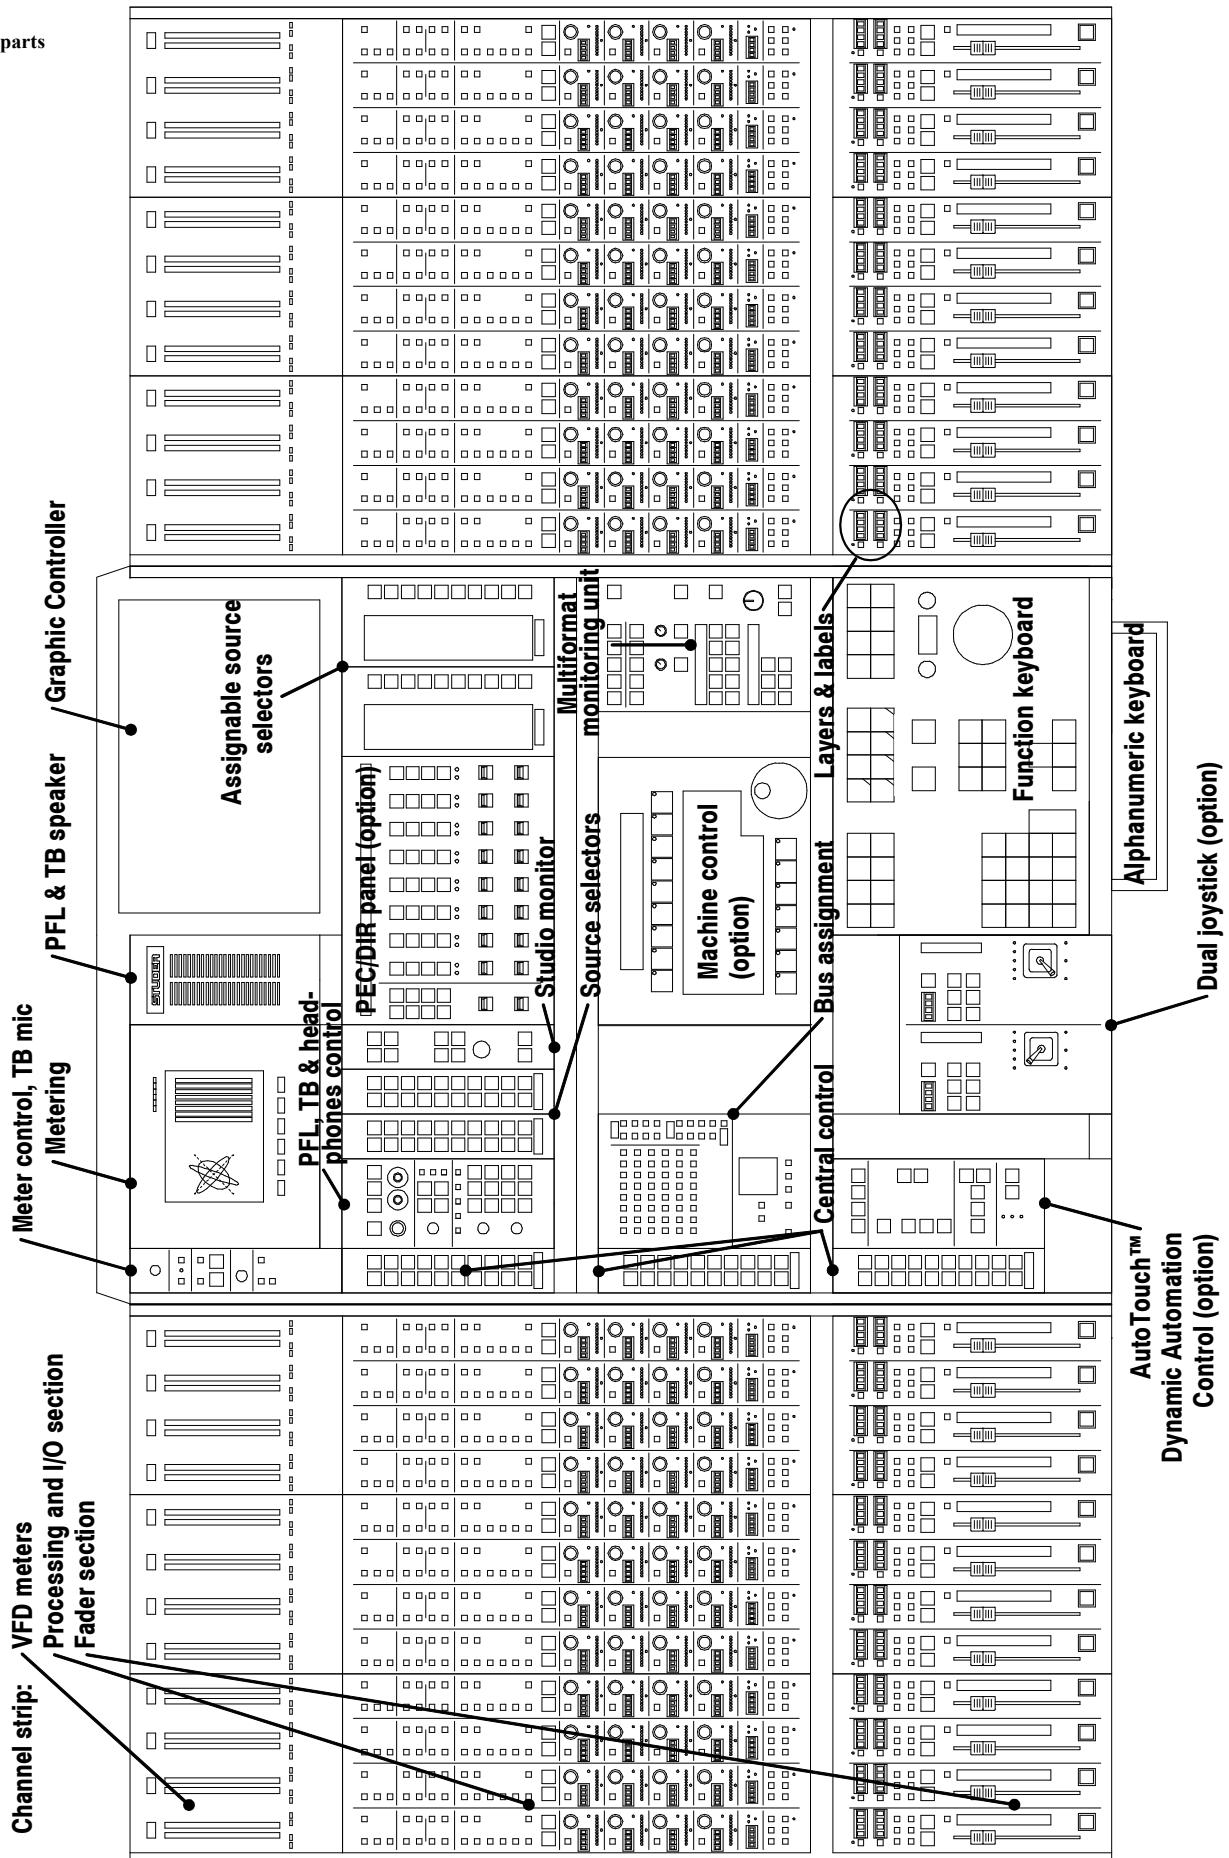 parts
Channel strip:
VFD meters
Processing and I/O section
Fader section
Meter control, TB mic
Metering
PFL & TB speaker
Graphic Controller
STUDER
Assignable source
selectors
PEC/DIR panel (option)
PFL, TB & head-
phones control
Studio monitor
Source selectors
Multiformat
monitoring unit
Machine control
(option)
Bus assignment
Layers & labels
Central control
Function keyboard
Alphanumeric keyboard
AutoTouch™
Dynamic Automation
Control (option)
Dual joystick (option)